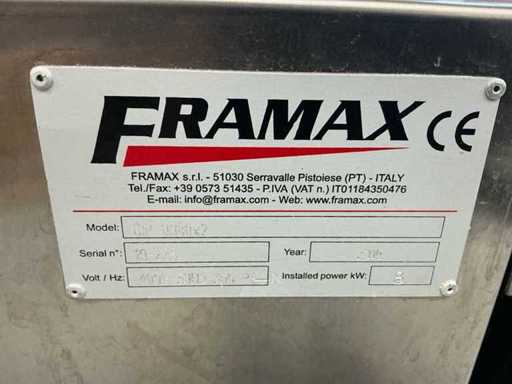 FRAMAX CE
FRAMAX s.r.l. - 51030 Serravalle Pistoiese (PT) - ITALY
Tel./Fax: +39 0573 51435 - P.IVA (VAT n.) IT01184350476
E-mail: info@framax.com - Web: www.framax.com
Model:
Serial n°: Year:
Volt / Hz: Installed power kW: 8